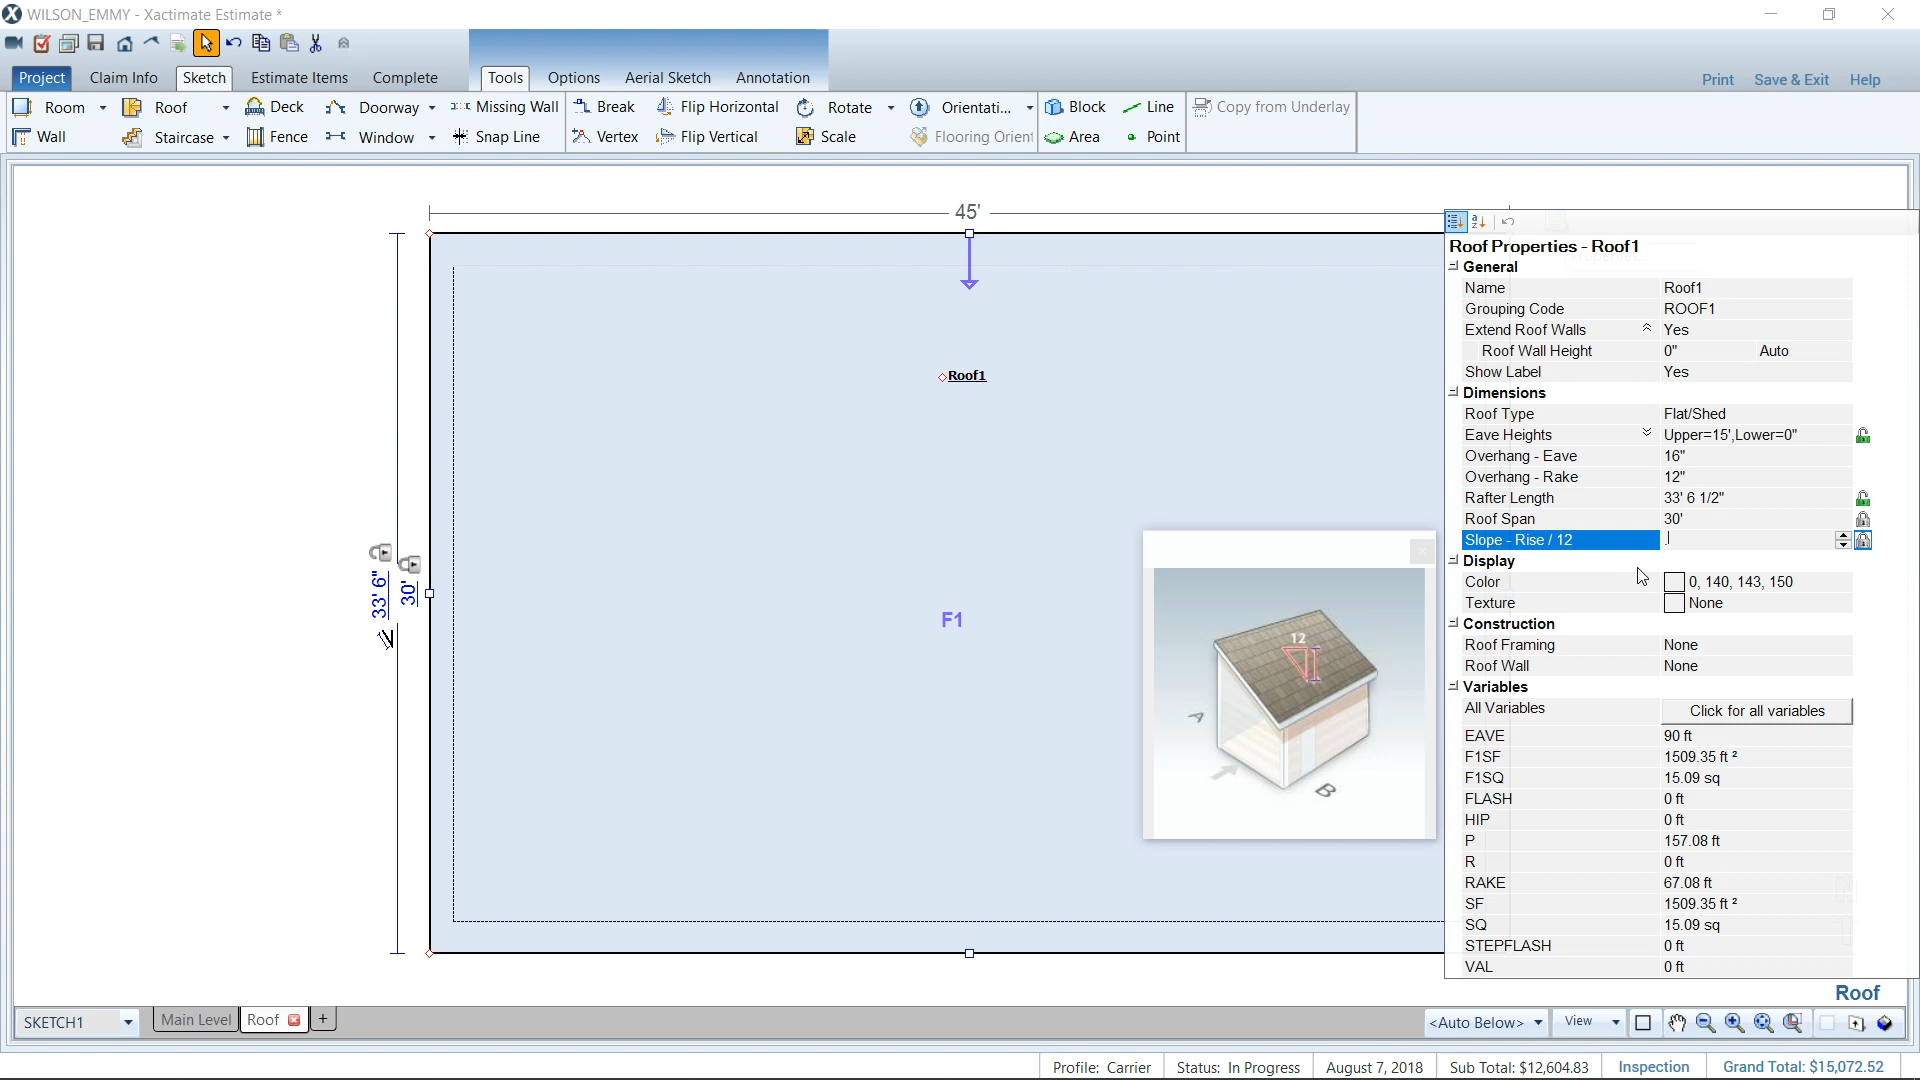 WILSON_EMMY - Xactimate Estimate *
Project Claim Info Sketch Estimate Items Complete Tools Options Aerial Sketch Annotation Print Save & Exit Help
Room Roof Deck Doorway Missing Wall Break Flip Horizontal Rotate Orientati... Block Line Copy from Underlay
Wall Staircase Fence Window Snap Line Vertex Flip Vertical Scale Flooring Orient Area Point
45'
Roof1
33' 6"
30'
F1
12
A
B
Roof Properties - Roof1
General
Name Roof1
Grouping Code ROOF1
Extend Roof Walls Yes
Roof Wall Height 0" Auto
Show Label Yes
Dimensions
Roof Type Flat/Shed
Eave Heights Upper=15',Lower=0"
Overhang - Eave 16"
Overhang - Rake 12"
Rafter Length 33' 6 1/2"
Roof Span 30'
Slope - Rise / 12 .
Display
Color 0, 140, 143, 150
Texture None
Construction
Roof Framing None
Roof Wall None
Variables
All Variables Click for all variables
EAVE 90 ft
F1SF 1509.35 ft ²
F1SQ 15.09 sq
FLASH 0 ft
HIP 0 ft
P 157.08 ft
R 0 ft
RAKE 67.08 ft
SF 1509.35 ft ²
SQ 15.09 sq
STEPFLASH 0 ft
VAL 0 ft
Roof
SKETCH1 Main Level Roof + <Auto Below> View
Profile: Carrier Status: In Progress August 7, 2018 Sub Total: $12,604.83 Inspection Grand Total: $15,072.52